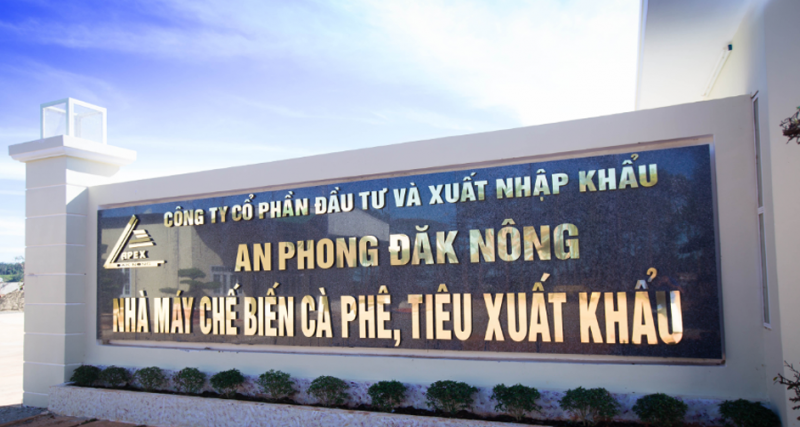 CÔNG TY CỔ PHẦN ĐẦU TƯ VÀ XUẤT NHẬP KHẨU
APEX
AN PHONG ĐĂK NÔNG
NHÀ MÁY CHẾ BIẾN CÀ PHÊ, TIÊU XUẤT KHẨU